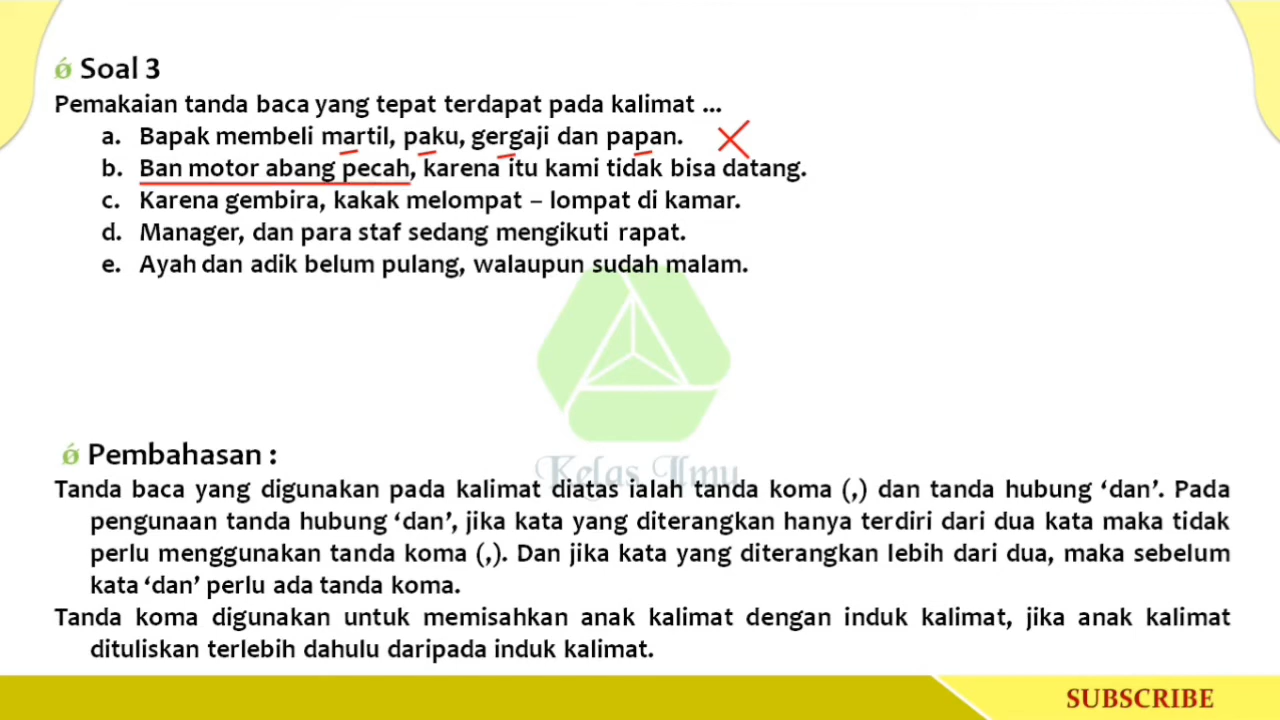 ǿ Soal 3
Pemakaian tanda baca yang tepat terdapat pada kalimat ...
a. Bapak membeli martil, paku, gergaji dan papan.
b. Ban motor abang pecah, karena itu kami tidak bisa datang.
c. Karena gembira, kakak melompat – lompat di kamar.
d. Manager, dan para staf sedang mengikuti rapat.
e. Ayah dan adik belum pulang, walaupun sudah malam.
Kelas Ilmu
ǿ Pembahasan :
Tanda baca yang digunakan pada kalimat diatas ialah tanda koma (,) dan tanda hubung ‘dan’. Pada
pengunaan tanda hubung ‘dan’, jika kata yang diterangkan hanya terdiri dari dua kata maka tidak
perlu menggunakan tanda koma (,). Dan jika kata yang diterangkan lebih dari dua, maka sebelum
kata ‘dan’ perlu ada tanda koma.
Tanda koma digunakan untuk memisahkan anak kalimat dengan induk kalimat, jika anak kalimat
dituliskan terlebih dahulu daripada induk kalimat.
SUBSCRIBE